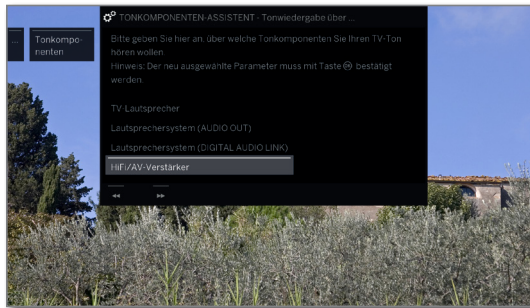 TONKOMPONENTEN-ASSISTENT - Tonwiedergabe über ...
... Tonkompo-
nenten
Bitte geben Sie hier an, über welche Tonkomponenten Sie Ihren TV-Ton
hören wollen.
Hinweis: Der neu ausgewählte Parameter muss mit Taste OK bestätigt
werden.
TV-Lautsprecher
Lautsprechersystem (AUDIO OUT)
Lautsprechersystem (DIGITAL AUDIO LINK)
HiFi/AV-Verstärker